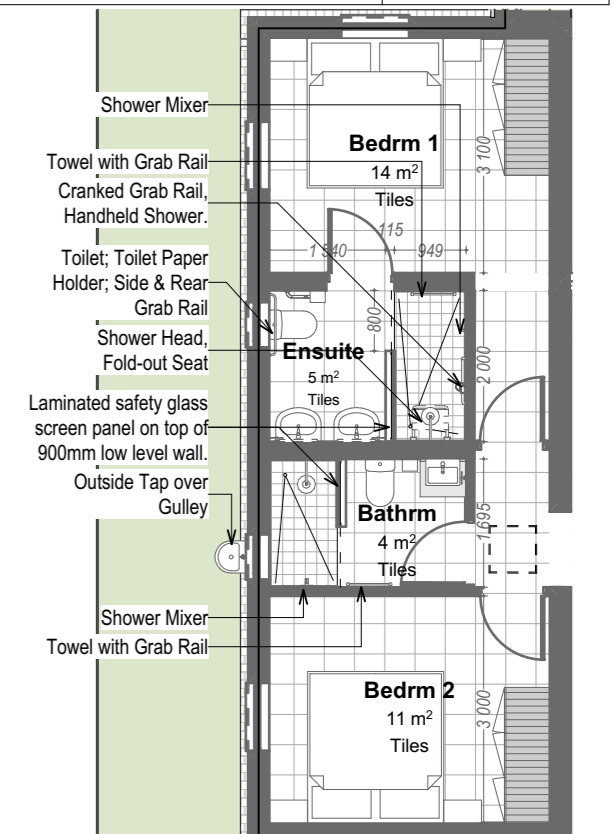 Shower Mixer
Towel with Grab Rail
Cranked Grab Rail,
Handheld Shower.
Toilet; Toilet Paper
Holder; Side & Rear
Grab Rail
Shower Head,
Fold-out Seat
Laminated safety glass
screen panel on top of
900mm low level wall.
Outside Tap over
Gulley
Shower Mixer
Towel with Grab Rail
Bedrm 1
14 m²
Tiles
3 100
115
1 540
949
800
Ensuite
5 m²
Tiles
2 000
Bathrm
4 m²
Tiles
1,695
Bedrm 2
11 m²
Tiles
3 000